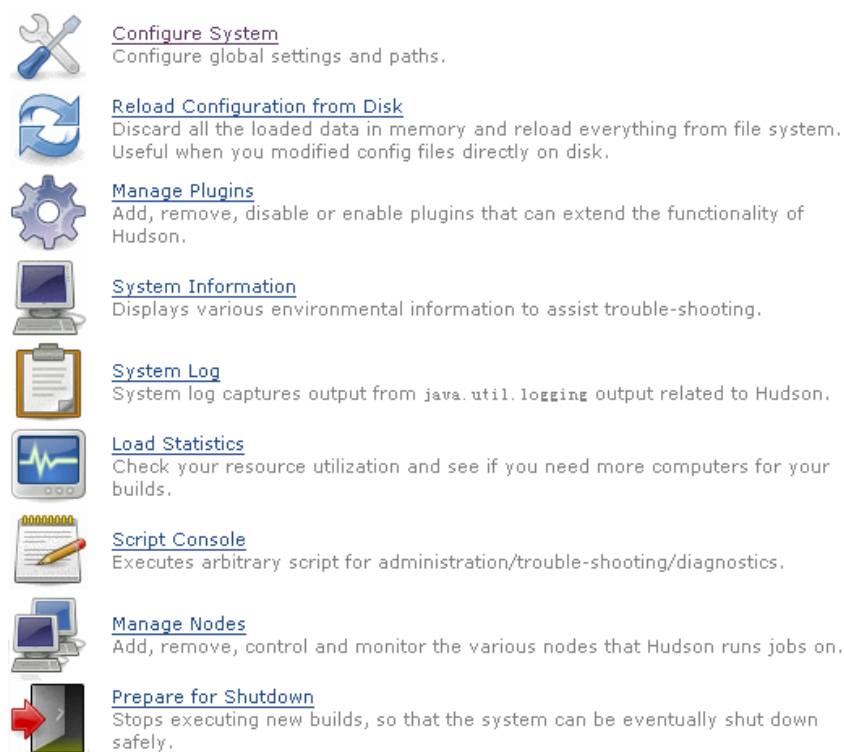 Configure System
Configure global settings and paths.
Reload Configuration from Disk
Discard all the loaded data in memory and reload everything from file system.
Useful when you modified config files directly on disk.
Manage Plugins
Add, remove, disable or enable plugins that can extend the functionality of
Hudson.
System Information
Displays various environmental information to assist trouble-shooting.
System Log
System log captures output from java.util.logging output related to Hudson.
Load Statistics
Check your resource utilization and see if you need more computers for your
builds.
Script Console
Executes arbitrary script for administration/trouble-shooting/diagnostics.
Manage Nodes
Add, remove, control and monitor the various nodes that Hudson runs jobs on.
Prepare for Shutdown
Stops executing new builds, so that the system can be eventually shut down
safely.